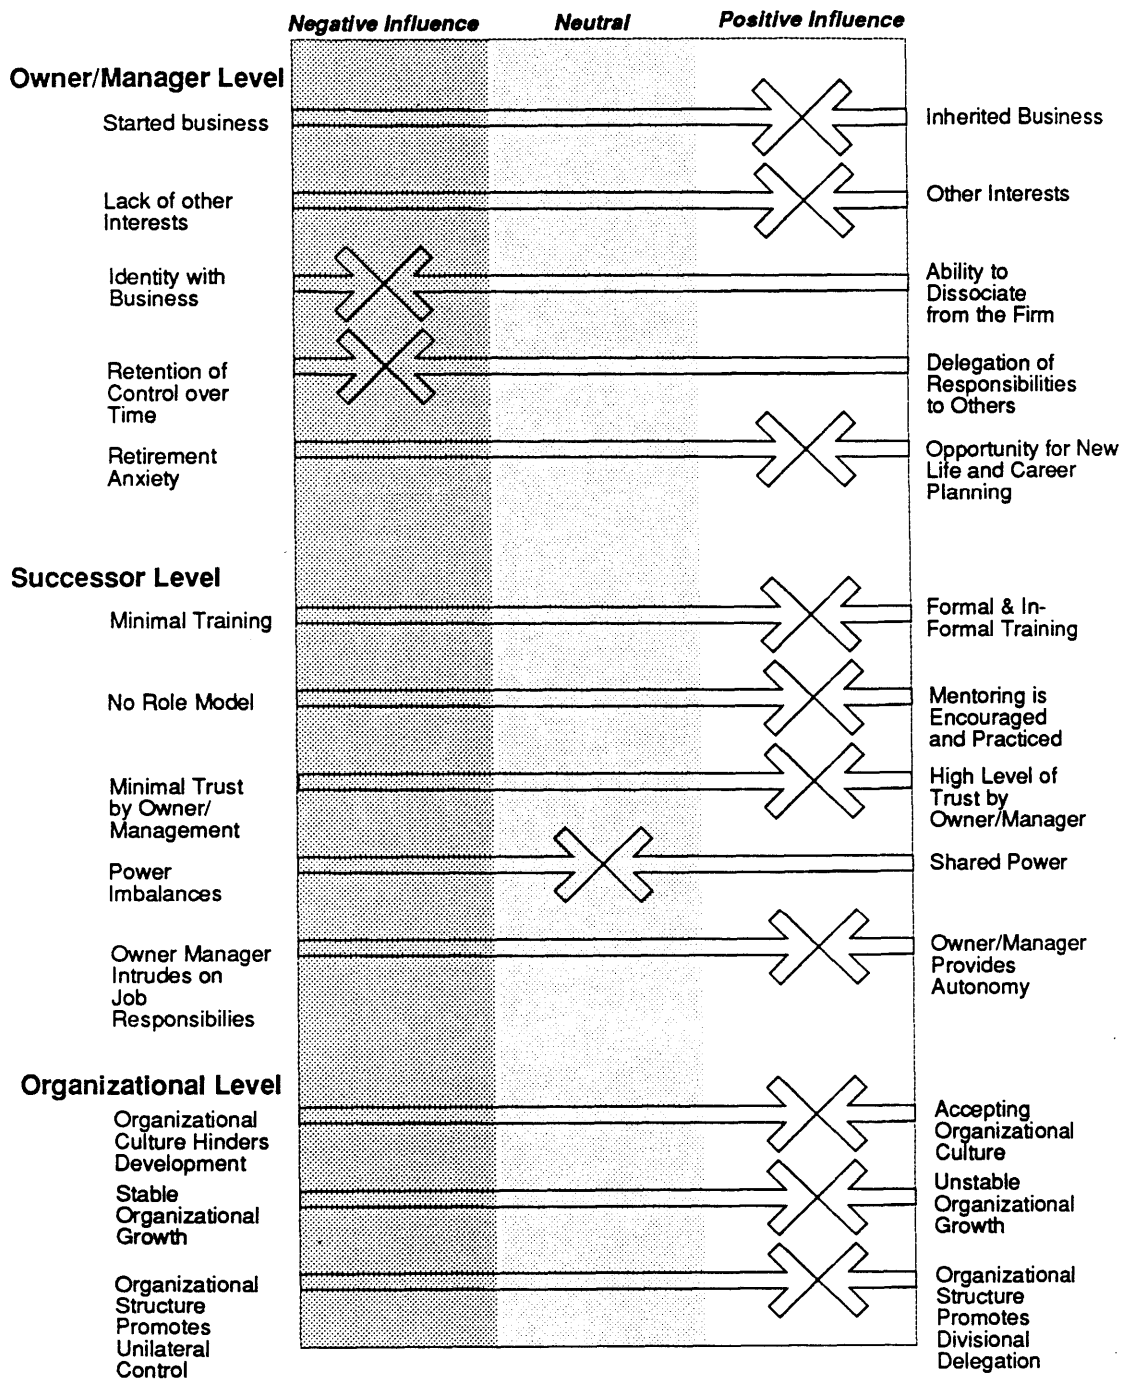 Negative Influence Neutral Positive Influence
Owner/Manager Level
Started business
Inherited Business
Lack of other
Interests
Other Interests
Identity with
Business
Ability to
Dissociate
from the Firm
Retention of
Control over
Time
Delegation of
Responsibilities
to Others
Retirement
Anxiety
Opportunity for New
Life and Career
Planning
Successor Level
Minimal Training
Formal & In-
Formal Training
No Role Model
Mentoring is
Encouraged
and Practiced
Minimal Trust
by Owner/
Management
High Level of
Trust by
Owner/Manager
Power
Imbalances
Shared Power
Owner Manager
Intrudes on
Job
Responsibilies
Owner/Manager
Provides
Autonomy
Organizational Level
Organizational
Culture Hinders
Development
Accepting
Organizational
Culture
Stable
Organizational
Growth
Unstable
Organizational
Growth
Organizational
Structure
Promotes
Unilateral
Control
Organizational
Structure
Promotes
Divisional
Delegation